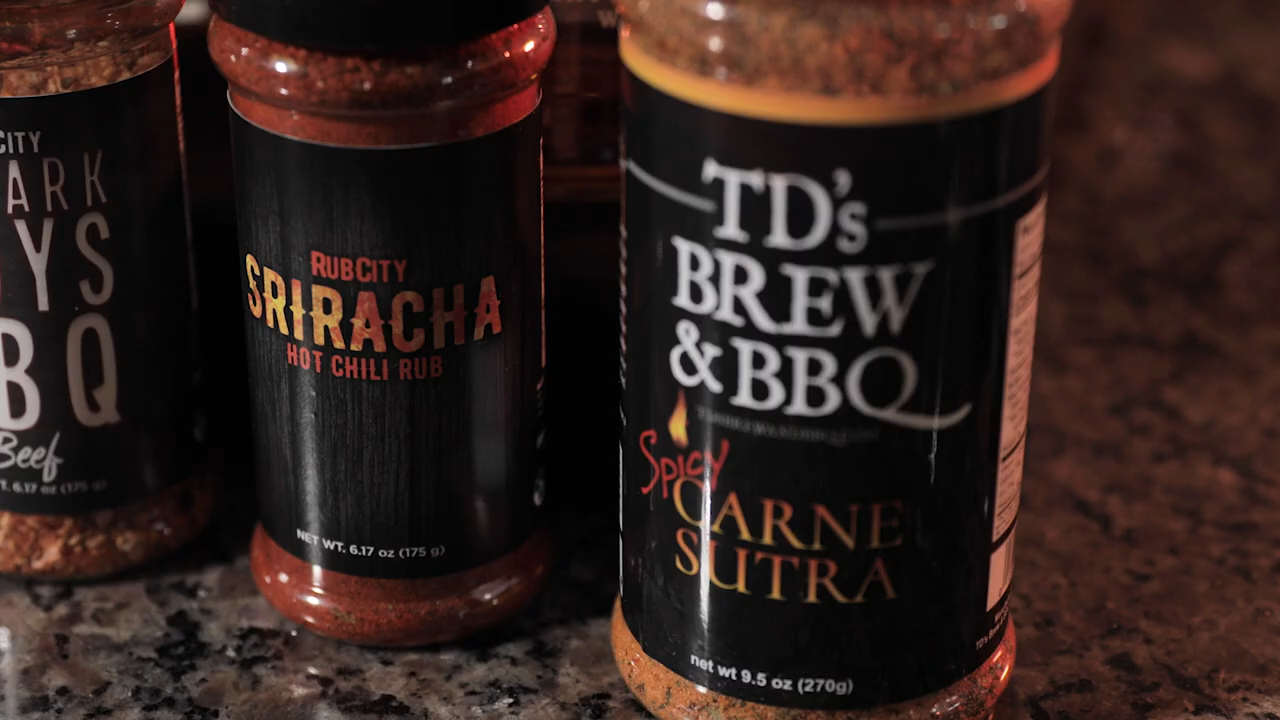 CITY
ARK
YS
BQ
Beef
T. 6.17 oz (175 g)
RUBCITY
SRIRACHA
HOT CHILI RUB
NET WT. 6.17 oz (175 g)
TD's
BREW
& BBQ
Spicy
CARNE
SUTRA
net wt 9.5 oz (270g)